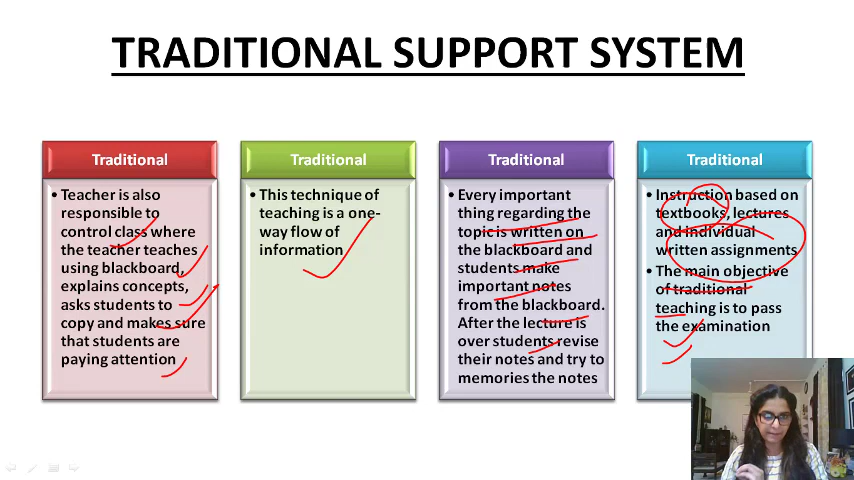 TRADITIONAL SUPPORT SYSTEM
Traditional
• Teacher is also
responsible to
control class where
the teacher teaches
using blackboard,
explains concepts,
asks students to
copy and makes sure
that students are
paying attention
Traditional
• This technique of
teaching is a one-
way flow of
information
Traditional
• Every important
thing regarding the
topic is written on
the blackboard and
students make
important notes
from the blackboard.
After the lecture is
over students revise
their notes and try to
memories the notes
Traditional
• Instruction based on
textbooks, lectures
and individual
written assignments
• The main objective
of traditional
teaching is to pass
the examination